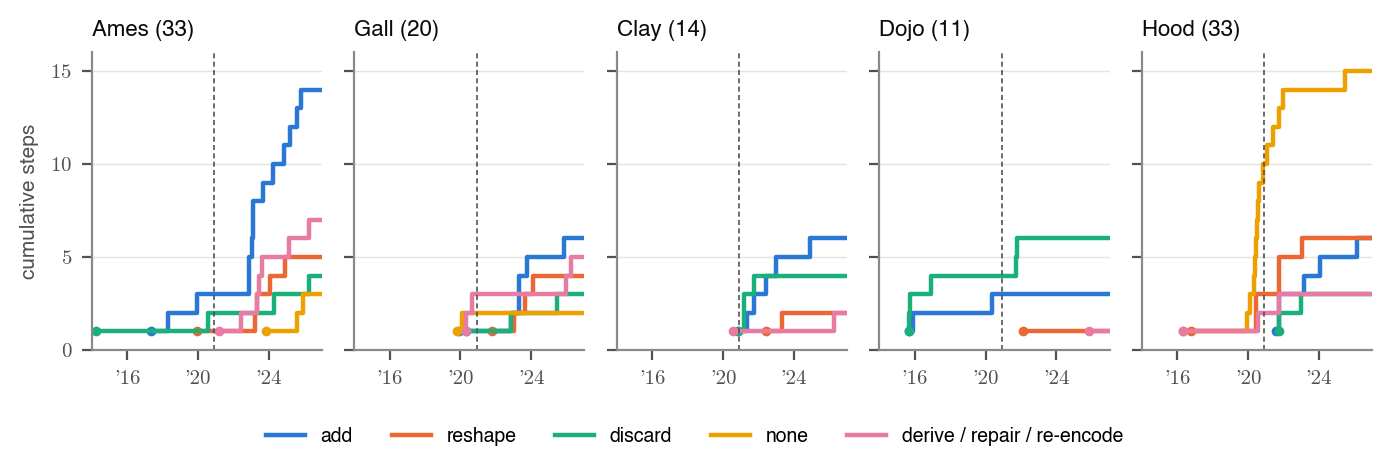 Ames (33) Gall (20) Clay (14) Dojo (11) Hood (33)
15
10
5
0
cumulative steps
’16 ’20 ’24 ’16 ’20 ’24 ’16 ’20 ’24 ’16 ’20 ’24 ’16 ’20 ’24
add reshape discard none derive / repair / re-encode